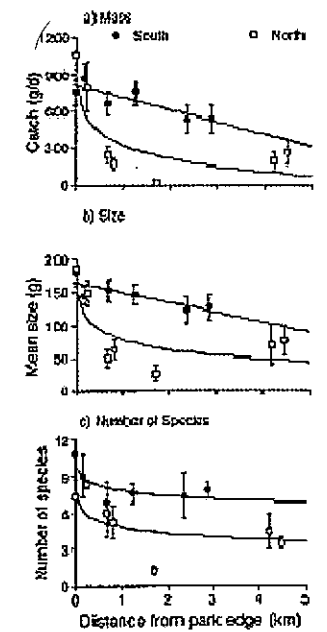 a) Mass
South North
1200
900
600
300
0
Catch (g/d)
b) Size
200
150
100
50
0
Mean size (g)
c) Number of Species
12
9
6
3
0
Number of species
0 1 2 3 4 5
Distance from park edge (km)